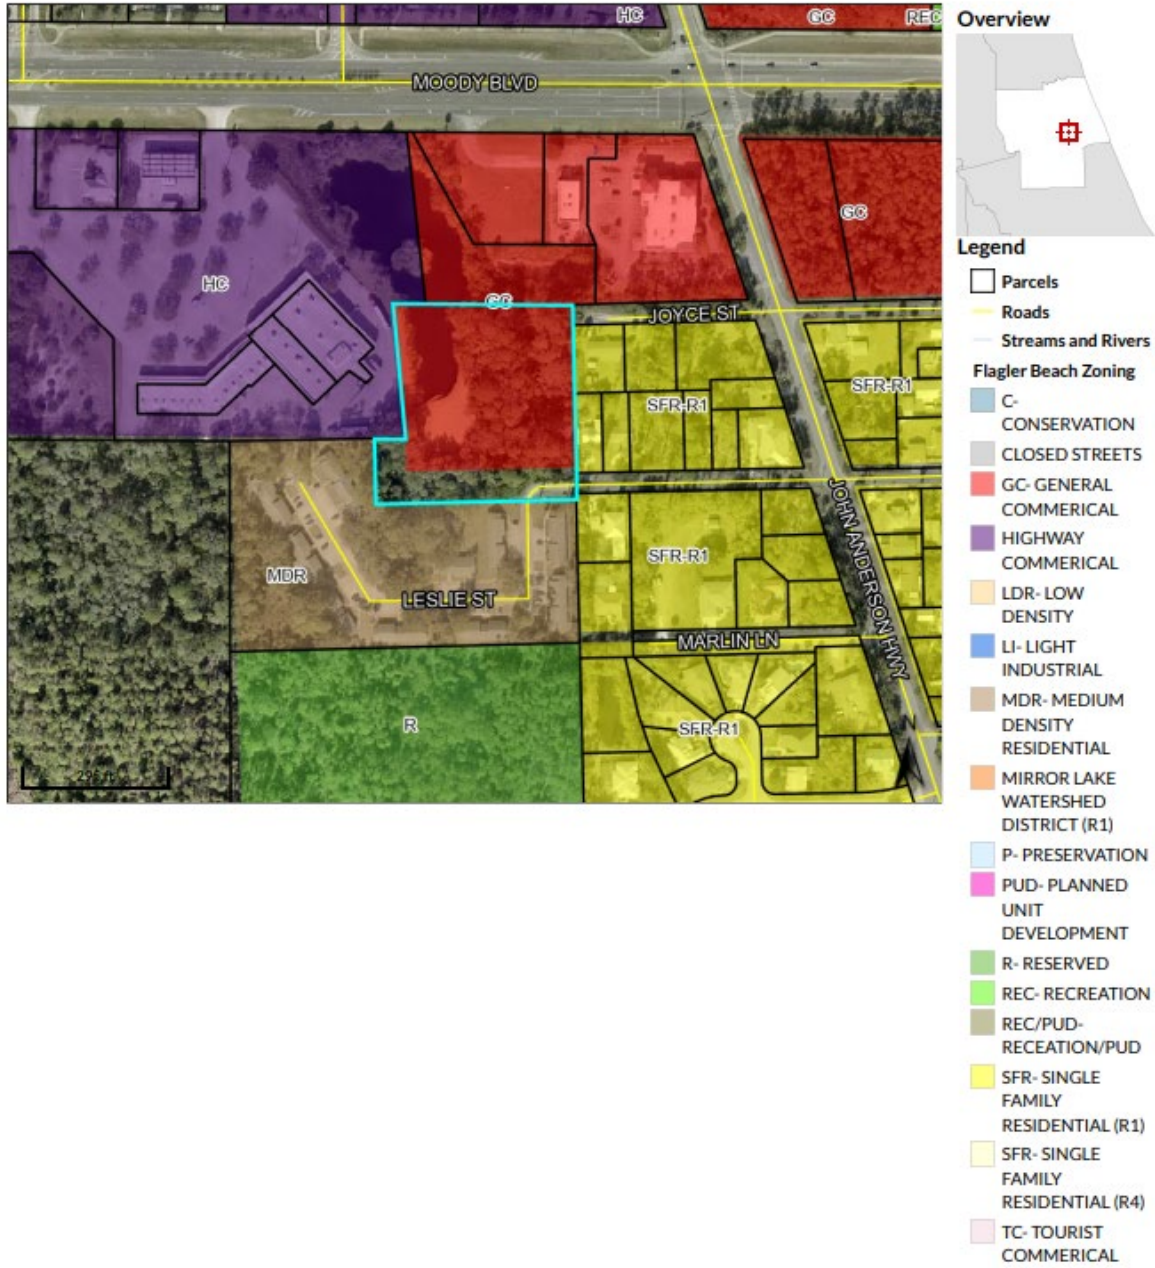 HC
GC
REC
MOODY BLVD
GC
HC
GC
JOYCE ST
SFR-R1
SFR-R1
JOHN ANDERSON HWY
SFR-R1
MDR
LESLIE ST
MARLIN LN
R
SFR-R1
295 ft
Overview
Legend
Parcels
Roads
Streams and Rivers
Flagler Beach Zoning
C-
CONSERVATION
CLOSED STREETS
GC- GENERAL
COMMERICAL
HIGHWAY
COMMERICAL
LDR- LOW
DENSITY
LI- LIGHT
INDUSTRIAL
MDR- MEDIUM
DENSITY
RESIDENTIAL
MIRROR LAKE
WATERSHED
DISTRICT (R1)
P- PRESERVATION
PUD- PLANNED
UNIT
DEVELOPMENT
R- RESERVED
REC- RECREATION
REC/PUD-
RECEATION/PUD
SFR- SINGLE
FAMILY
RESIDENTIAL (R1)
SFR- SINGLE
FAMILY
RESIDENTIAL (R4)
TC- TOURIST
COMMERICAL